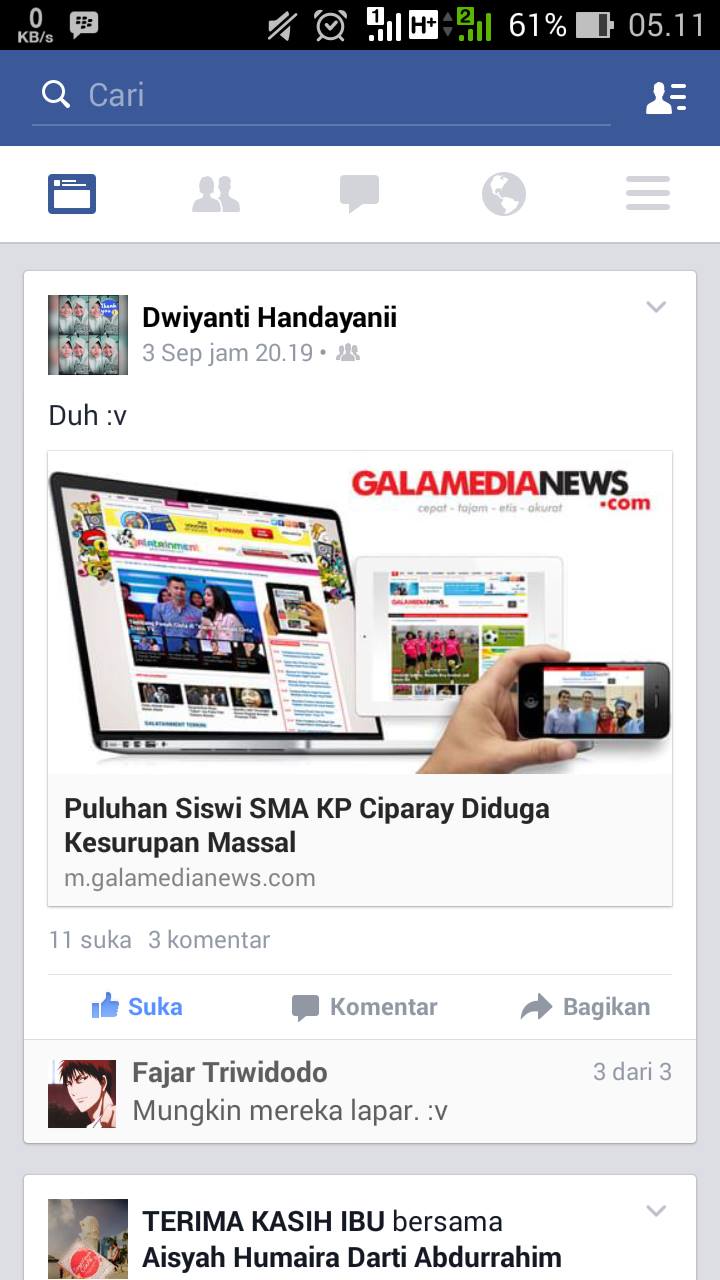 0
KB/s
1
H+
2
61%
05.11
Cari
Dwiyanti Handayanii
3 Sep jam 20.19 •
Duh :v
GALAMEDIANEWS
.com
cepat - tajam - etis - akurat
GALAMEDIANEWS
Puluhan Siswi SMA KP Ciparay Diduga
Kesurupan Massal
m.galamedianews.com
11 suka 3 komentar
Suka Komentar Bagikan
Fajar Triwidodo 3 dari 3
Mungkin mereka lapar. :v
TERIMA KASIH IBU bersama
Aisyah Humaira Darti Abdurrahim